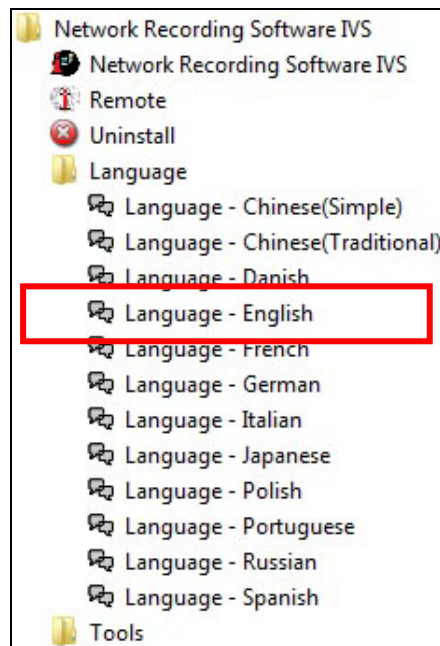 Network Recording Software IVS
Network Recording Software IVS
Remote
Uninstall
Language
Language - Chinese(Simple)
Language - Chinese(Traditional)
Language - Danish
Language - English
Language - French
Language - German
Language - Italian
Language - Japanese
Language - Polish
Language - Portuguese
Language - Russian
Language - Spanish
Tools